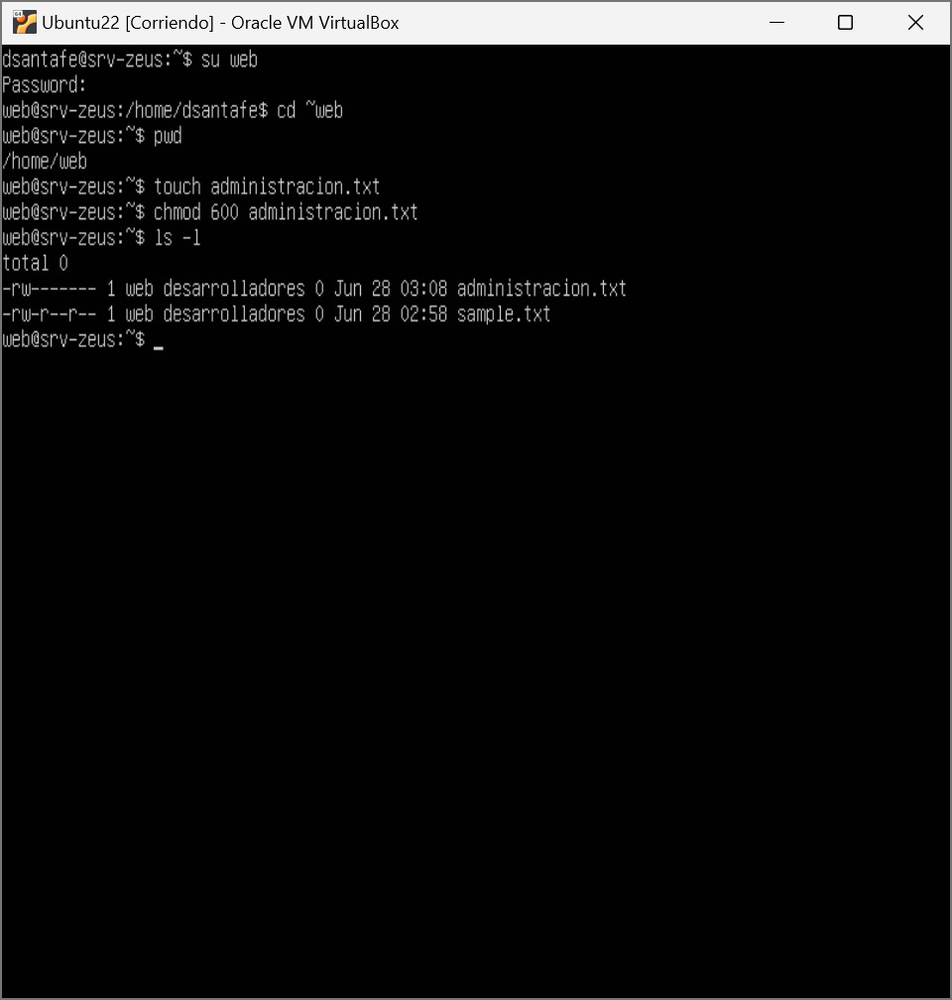 Ubuntu22 [Corriendo] - Oracle VM VirtualBox
dsantafe@srv-zeus:~$ su web
Password:
web@srv-zeus:/home/dsantafe$ cd ~web
web@srv-zeus:~$ pwd
/home/web
web@srv-zeus:~$ touch administracion.txt
web@srv-zeus:~$ chmod 600 administracion.txt
web@srv-zeus:~$ ls -l
total 0
-rw------- 1 web desarrolladores 0 Jun 28 03:08 administracion.txt
-rw-r--r-- 1 web desarrolladores 0 Jun 28 02:58 sample.txt
web@srv-zeus:~$ _